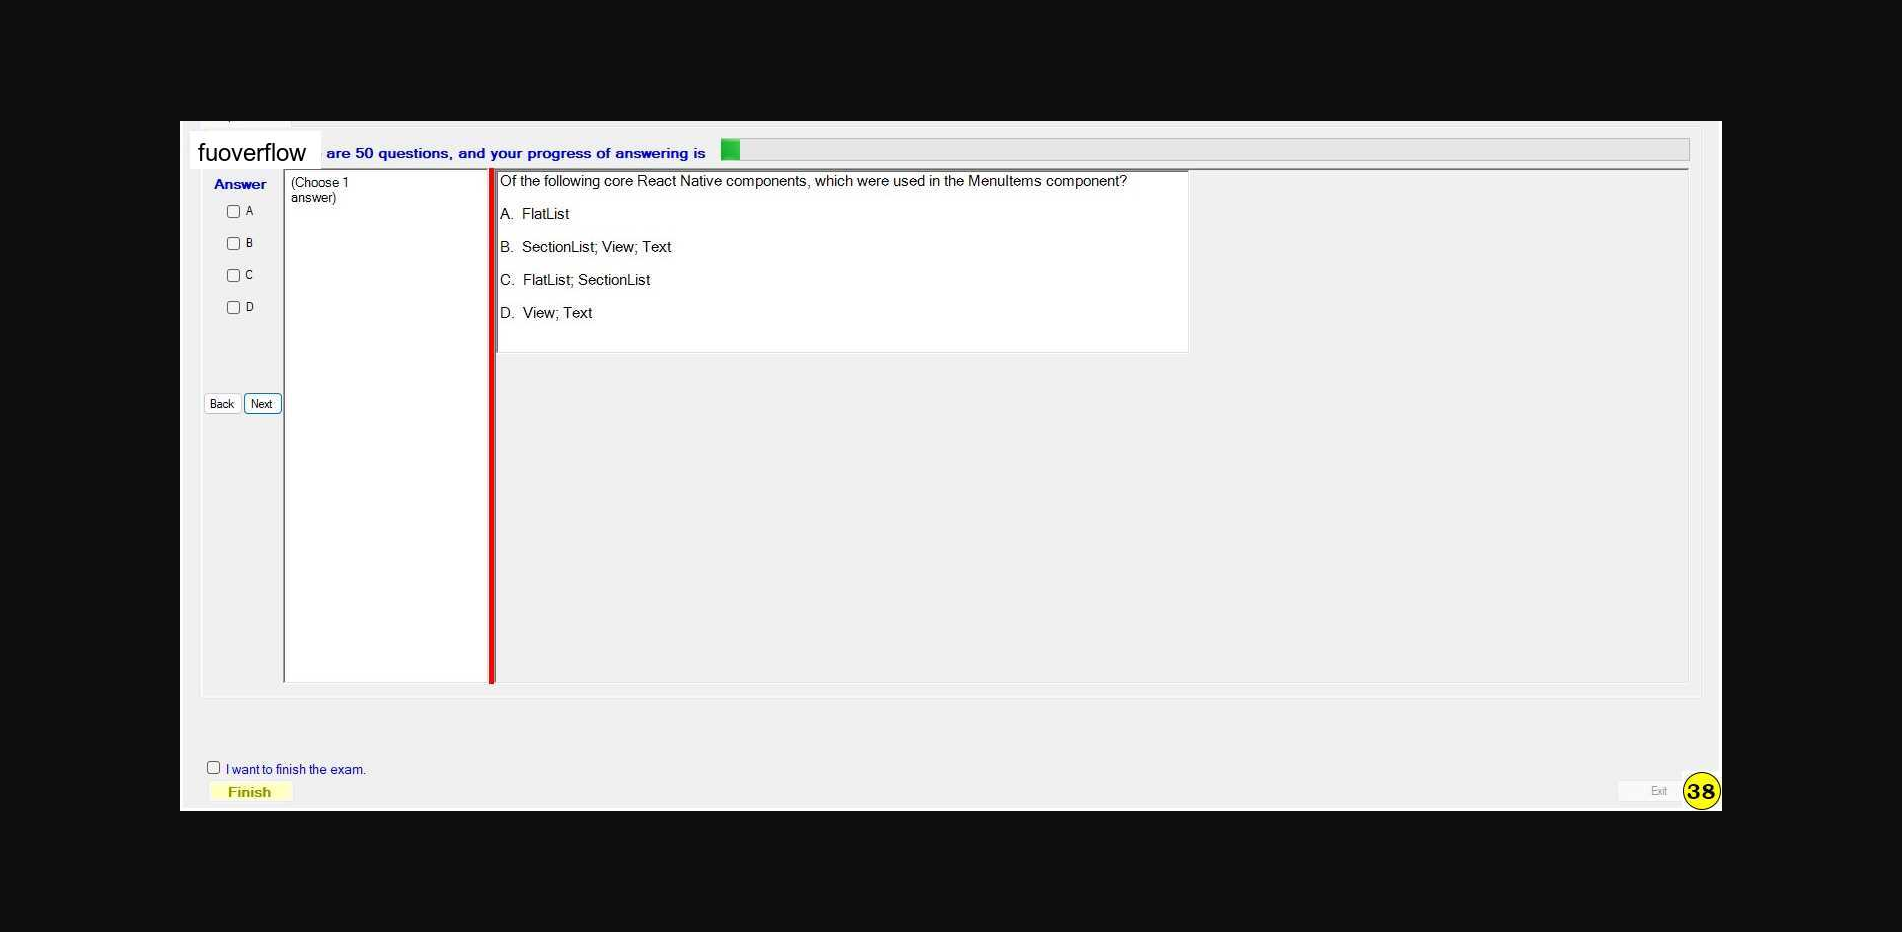 fuoverflow are 50 questions, and your progress of answering is
Answer
(Choose 1
answer)
A
B
C
D
Back Next
Of the following core React Native components, which were used in the MenuItems component?
A. FlatList
B. SectionList; View; Text
C. FlatList; SectionList
D. View; Text
I want to finish the exam.
Finish
Exit
38